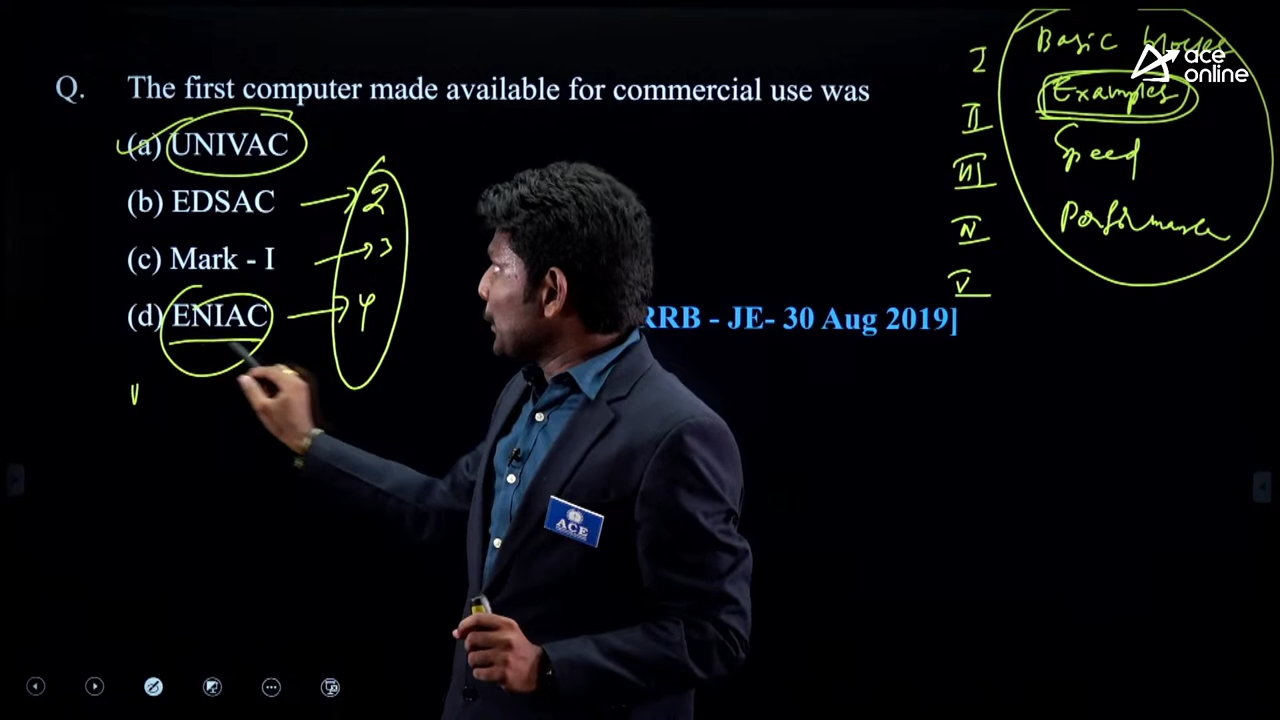 Q. The first computer made available for commercial use was
(a) UNIVAC
(b) EDSAC → 2
(c) Mark - I → 3
(d) ENIAC → 4
RRB - JE- 30 Aug 2019]
I Basic
II Examples
III Speed
IV Performance
V
ace online
ACE